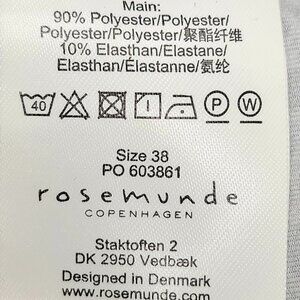 Main:
90% Polyester/Polyester/
Polyester/Polyester/聚酯纤维
10% Elasthan/Elastane/
Elasthan/Élastanne/氨纶
40 P W
Size 38
PO 603861
rosemunde
COPENHAGEN
Staktoften 2
DK 2950 Vedbæk
Designed in Denmark
www.rosemunde.com